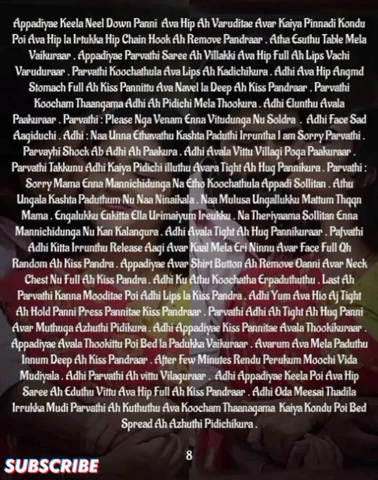 Appadiyae Keela Neel Down Panni Ava Hip Ah Varuditae Avar Kaiya Pinnadi Kondu
Poi Ava Hip la Irtukka Hip Chain Hook Ah Remove Pandraar . Atha Esuthu Table Mela
Vaikuraar . Appadiyae Parvathi Saree Ah Villakki Ava Hip Full Ah Lips Vachi
Varuduraar . Parvathi Koochathula Ava Lips Ah Kadichikura . Adhi Ava Hip Angmd
Stomach Full Ah Kiss Pannittu Ava Navel la Deep Ah Kiss Pandraar . Parvathi
Koocham Thaangama Adhi Ah Pidichi Mela Thookura . Adhi Elunthu Avala
Paakuraar . Parvathi : Please Nga Venam Enna Vitudunga Nu Soldra . Adhi Face Sad
Aagiduchi . Adhi : Naa Unna Ethavathu Kashta Paduthi Irruntha I am Sorry Parvathi .
Parvayhi Shock Ab Adhi Ah Paakura . Adhi Avala Vittu Villagi Poga Paakuraar .
Parvathi Takkunu Adhi Kaiya Pidichi illuthu Avara Tight Ah Hug Pannikura . Parvathi :
Sorry Mama Enna Mannichidunga Na Etho Koochathula Appadi Sollitan . Athu
Ungala Kashta Paduthum Nu Naa Ninaikala . Naa Mulusa Ungallukku Mattum Thqqn
Mama . Engalukku Enkitta Ella Urimaiyum Ireukku . Na Theriyaama Sollitan Enna
Mannichidunga Nu Kan Kalangura . Adhi Avala Tight Ah Hug Pannikuraar . Pafvathi
Adhi Kitta Irrunthu Release Aagi Avar Kaal Mela Eri Ninnu Avar Face Full Qh
Random Ah Kiss Pandra . Appadiyae Avar Shirt Button Ah Remove Oanni Avar Neck
Chest Nu Full Ah Kiss Pandra . Adhi Ku Athu Koochatha Erpaduthuthu . Last Ah
Parvathi Kanna Mooditae Poi Adhi Lips la Kiss Pandra . Adhi Yum Ava Hio Aj Tight
Ah Hold Panni Press Pannitae Kiss Pandraar . Parvathi Adhi Ah Tight Ah Hug Panni
Avar Muthuga Azhuthi Pidikura . Adhi Appadiyae Kiss Pannitae Avala Thookikuraar .
Appadiyae Avala Thookittu Poi Bed la Padukka Vaikuraar . Avarum Ava Mela Paduthu
Innum Deep Ah Kiss Pandraar . After few Minutes Rendu Perukum Moochi Vida
Mudiyala . Adhi Parvathi Ah vittu Vilaguraar . Adhi Appadiyae Keela Poi Ava Hip
Saree Ah Eduthu Vittu Ava Hip Full Ah Kiss Pandraar . Adhi Oda Meesai Thadila
Irrukka Mudi Parvathi Ah Kuthuthu Ava Koocham Thaanagama Kaiya Kondu Poi Bed
Spread Ah Azhuthi Pidichikura .
8
SUBSCRIBE